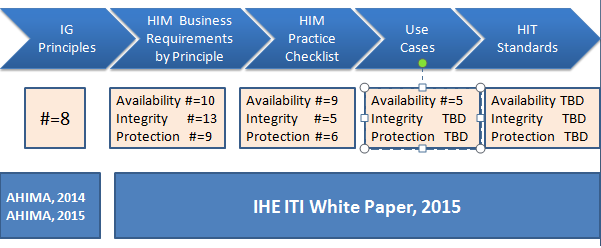 IG
Principles
HIM Business
Requirements
by Principle
HIM
Practice
Checklist
Use
Cases
HIT
Standards
#=8
Availability #=10
Integrity #=13
Protection #=9
Availability #=9
Integrity #=5
Protection #=6
Availability #=5
Integrity TBD
Protection TBD
Availability TBD
Integrity TBD
Protection TBD
AHIMA, 2014
AHIMA, 2015
IHE ITI White Paper, 2015